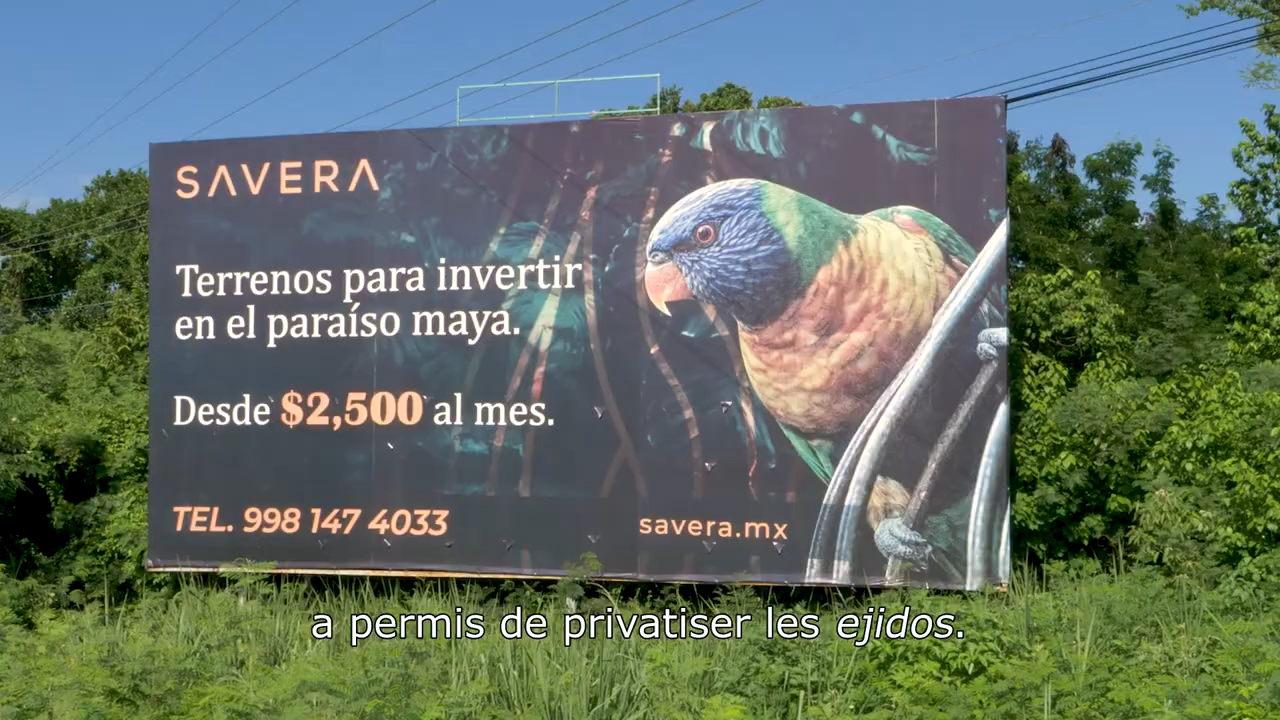 SAVERA
Terrenos para invertir
en el paraíso maya.
Desde $2,500 al mes.
TEL. 998 147 4033
savera.mx
a permis de privatiser les ejidos.